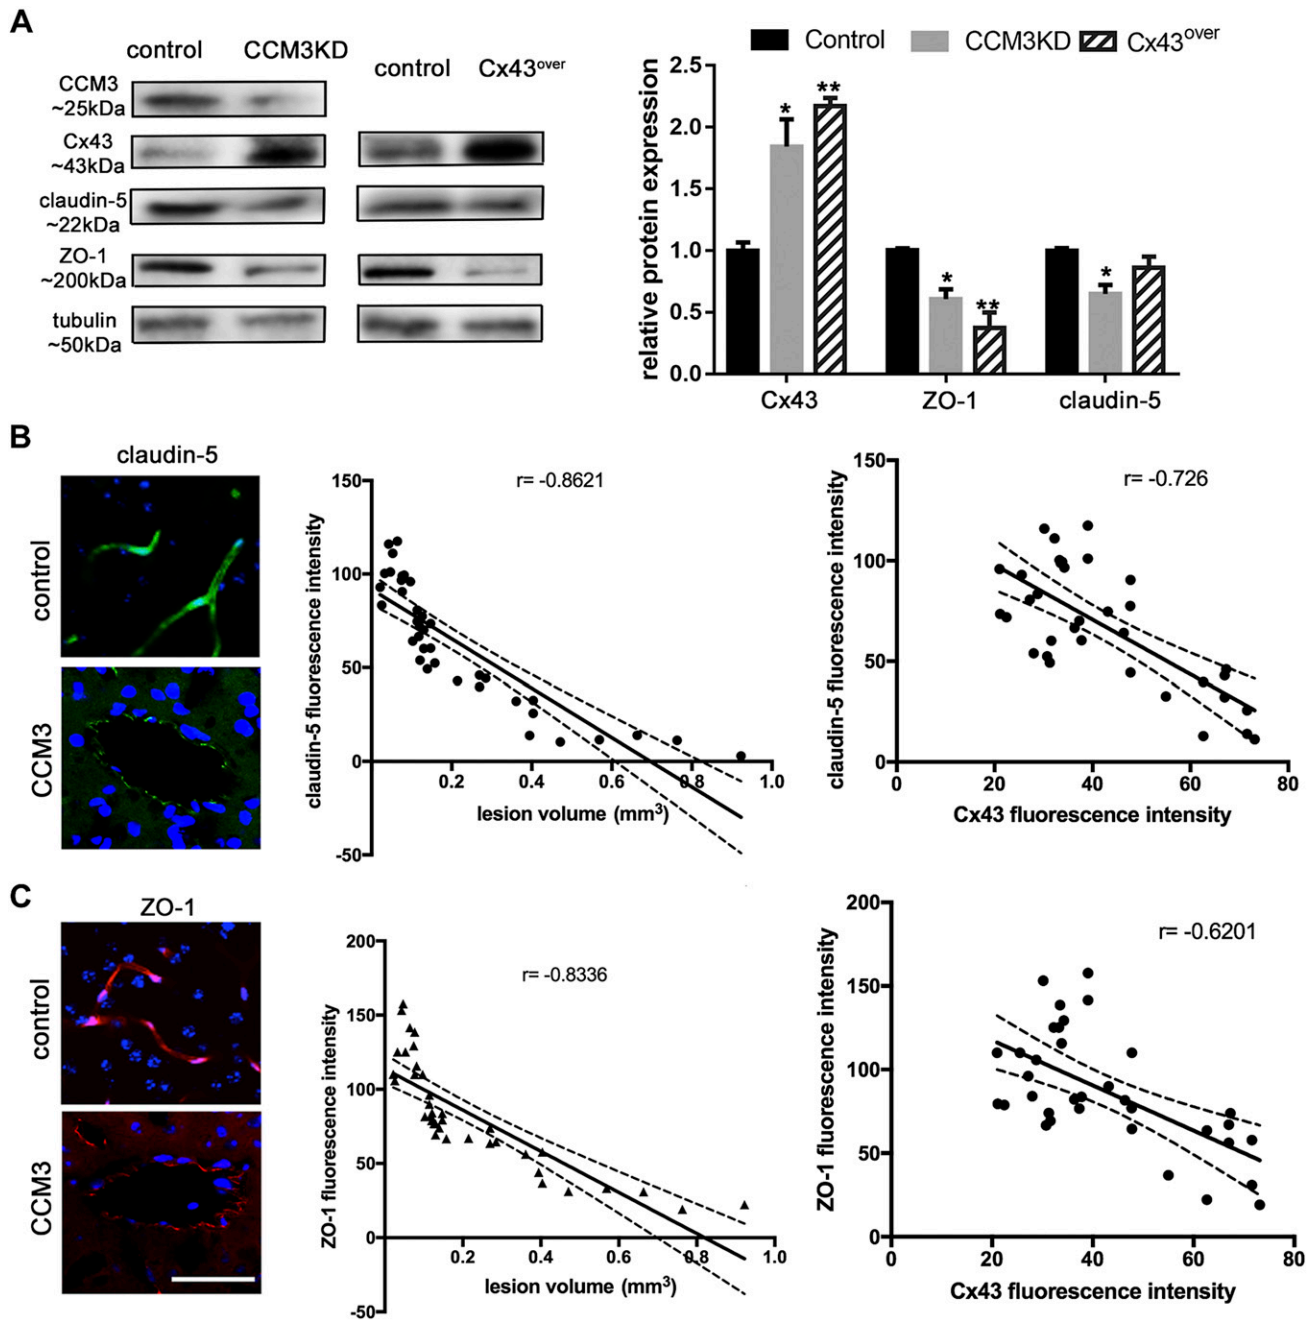 A
control CCM3KD
control Cx43over
CCM3
~25kDa
Cx43
~43kDa
claudin-5
~22kDa
ZO-1
~200kDa
tubulin
~50kDa
Control CCM3KD Cx43over
relative protein expression
2.5
2.0
1.5
1.0
0.5
0.0
* **
* **
*
Cx43 ZO-1 claudin-5
B
claudin-5
control
CCM3
claudin-5 fluorescence intensity
150
100
50
0
-50
r= -0.8621
0.2 0.4 0.6 0.8 1.0
lesion volume (mm3)
claudin-5 fluorescence intensity
150
100
50
0
r= -0.726
0 20 40 60 80
Cx43 fluorescence intensity
C
ZO-1
control
CCM3
ZO-1 fluorescence intensity
200
150
100
50
0
-50
r= -0.8336
0.2 0.4 0.6 0.8 1.0
lesion volume (mm3)
ZO-1 fluorescence intensity
200
150
100
50
0
r= -0.6201
0 20 40 60 80
Cx43 fluorescence intensity